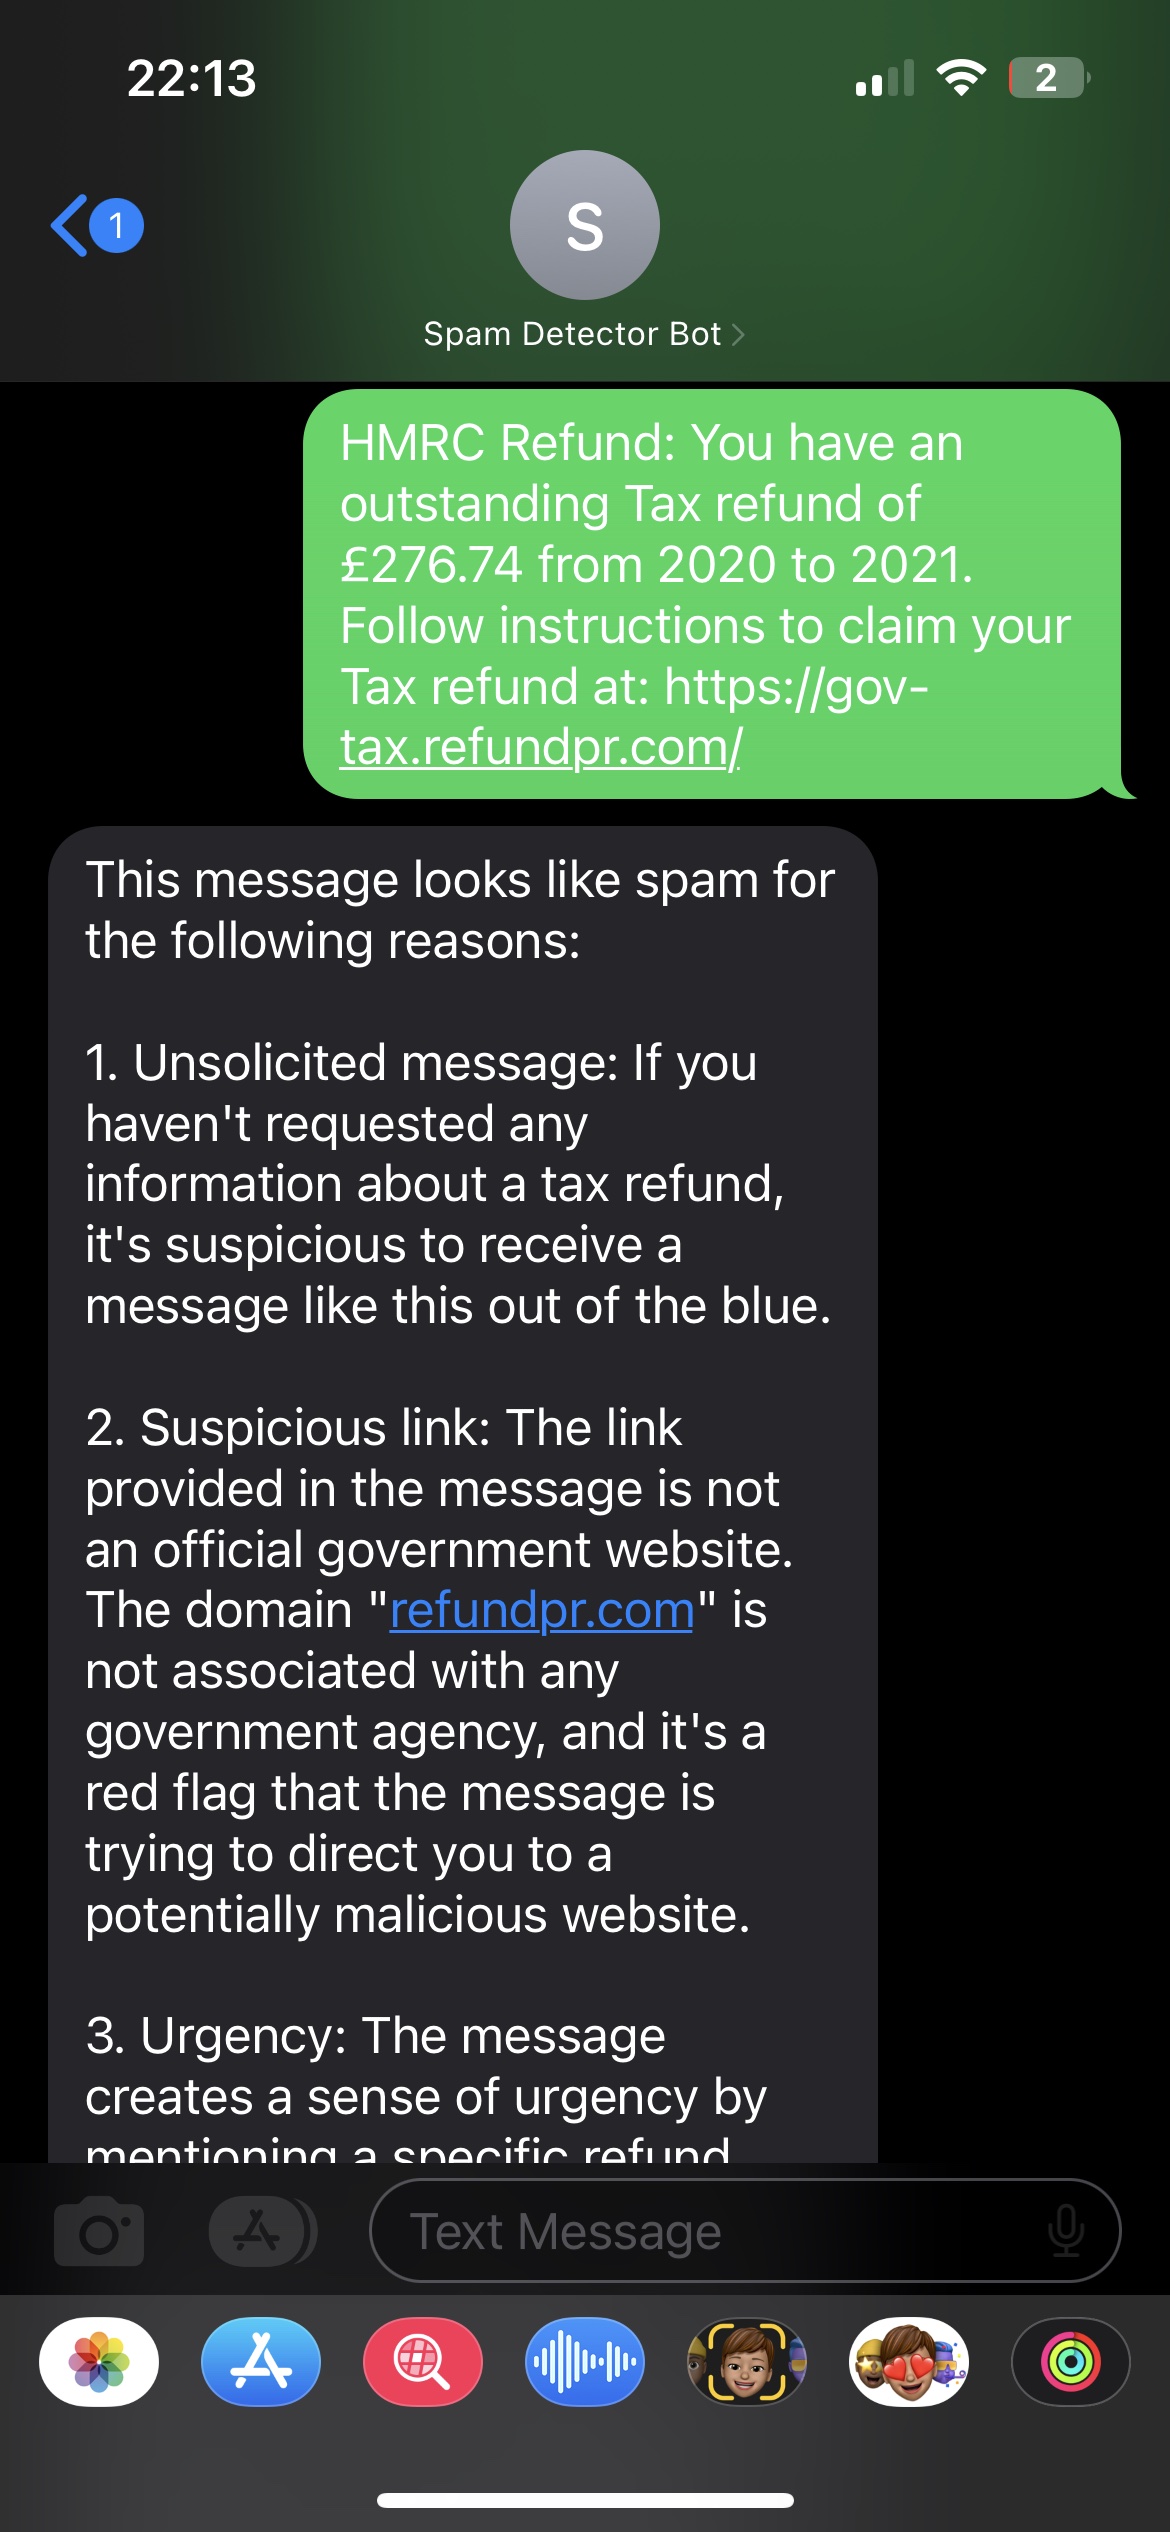 22:13
2
1
S
Spam Detector Bot
HMRC Refund: You have an
outstanding Tax refund of
£276.74 from 2020 to 2021.
Follow instructions to claim your
Tax refund at: https://gov-
tax.refundpr.com/
This message looks like spam for
the following reasons:
1. Unsolicited message: If you
haven't requested any
information about a tax refund,
it's suspicious to receive a
message like this out of the blue.
2. Suspicious link: The link
provided in the message is not
an official government website.
The domain "refundpr.com" is
not associated with any
government agency, and it's a
red flag that the message is
trying to direct you to a
potentially malicious website.
3. Urgency: The message
creates a sense of urgency by
mentioning a specific refund
Text Message